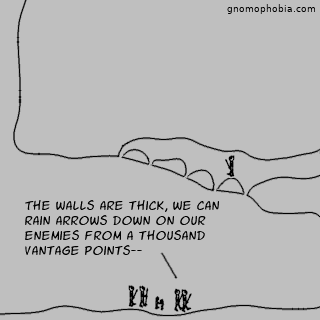 gnomophobia.com
THE WALLS ARE THICK, WE CAN
RAIN ARROWS DOWN ON OUR
ENEMIES FROM A THOUSAND
VANTAGE POINTS--